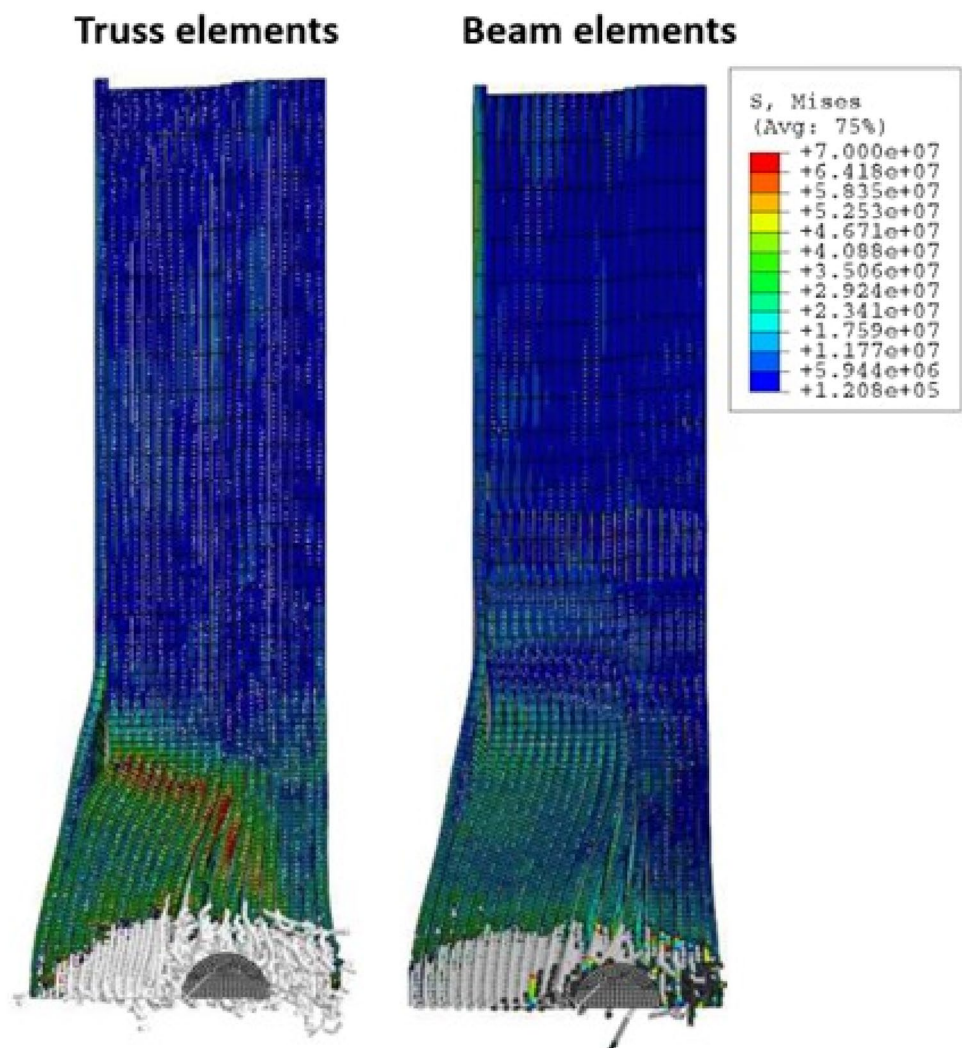 Truss elements
Beam elements
S, Mises
(Avg: 75%)
+7.000e+07
+6.418e+07
+5.835e+07
+5.253e+07
+4.671e+07
+4.088e+07
+3.506e+07
+2.924e+07
+2.341e+07
+1.759e+07
+1.177e+07
+5.944e+06
+1.208e+05